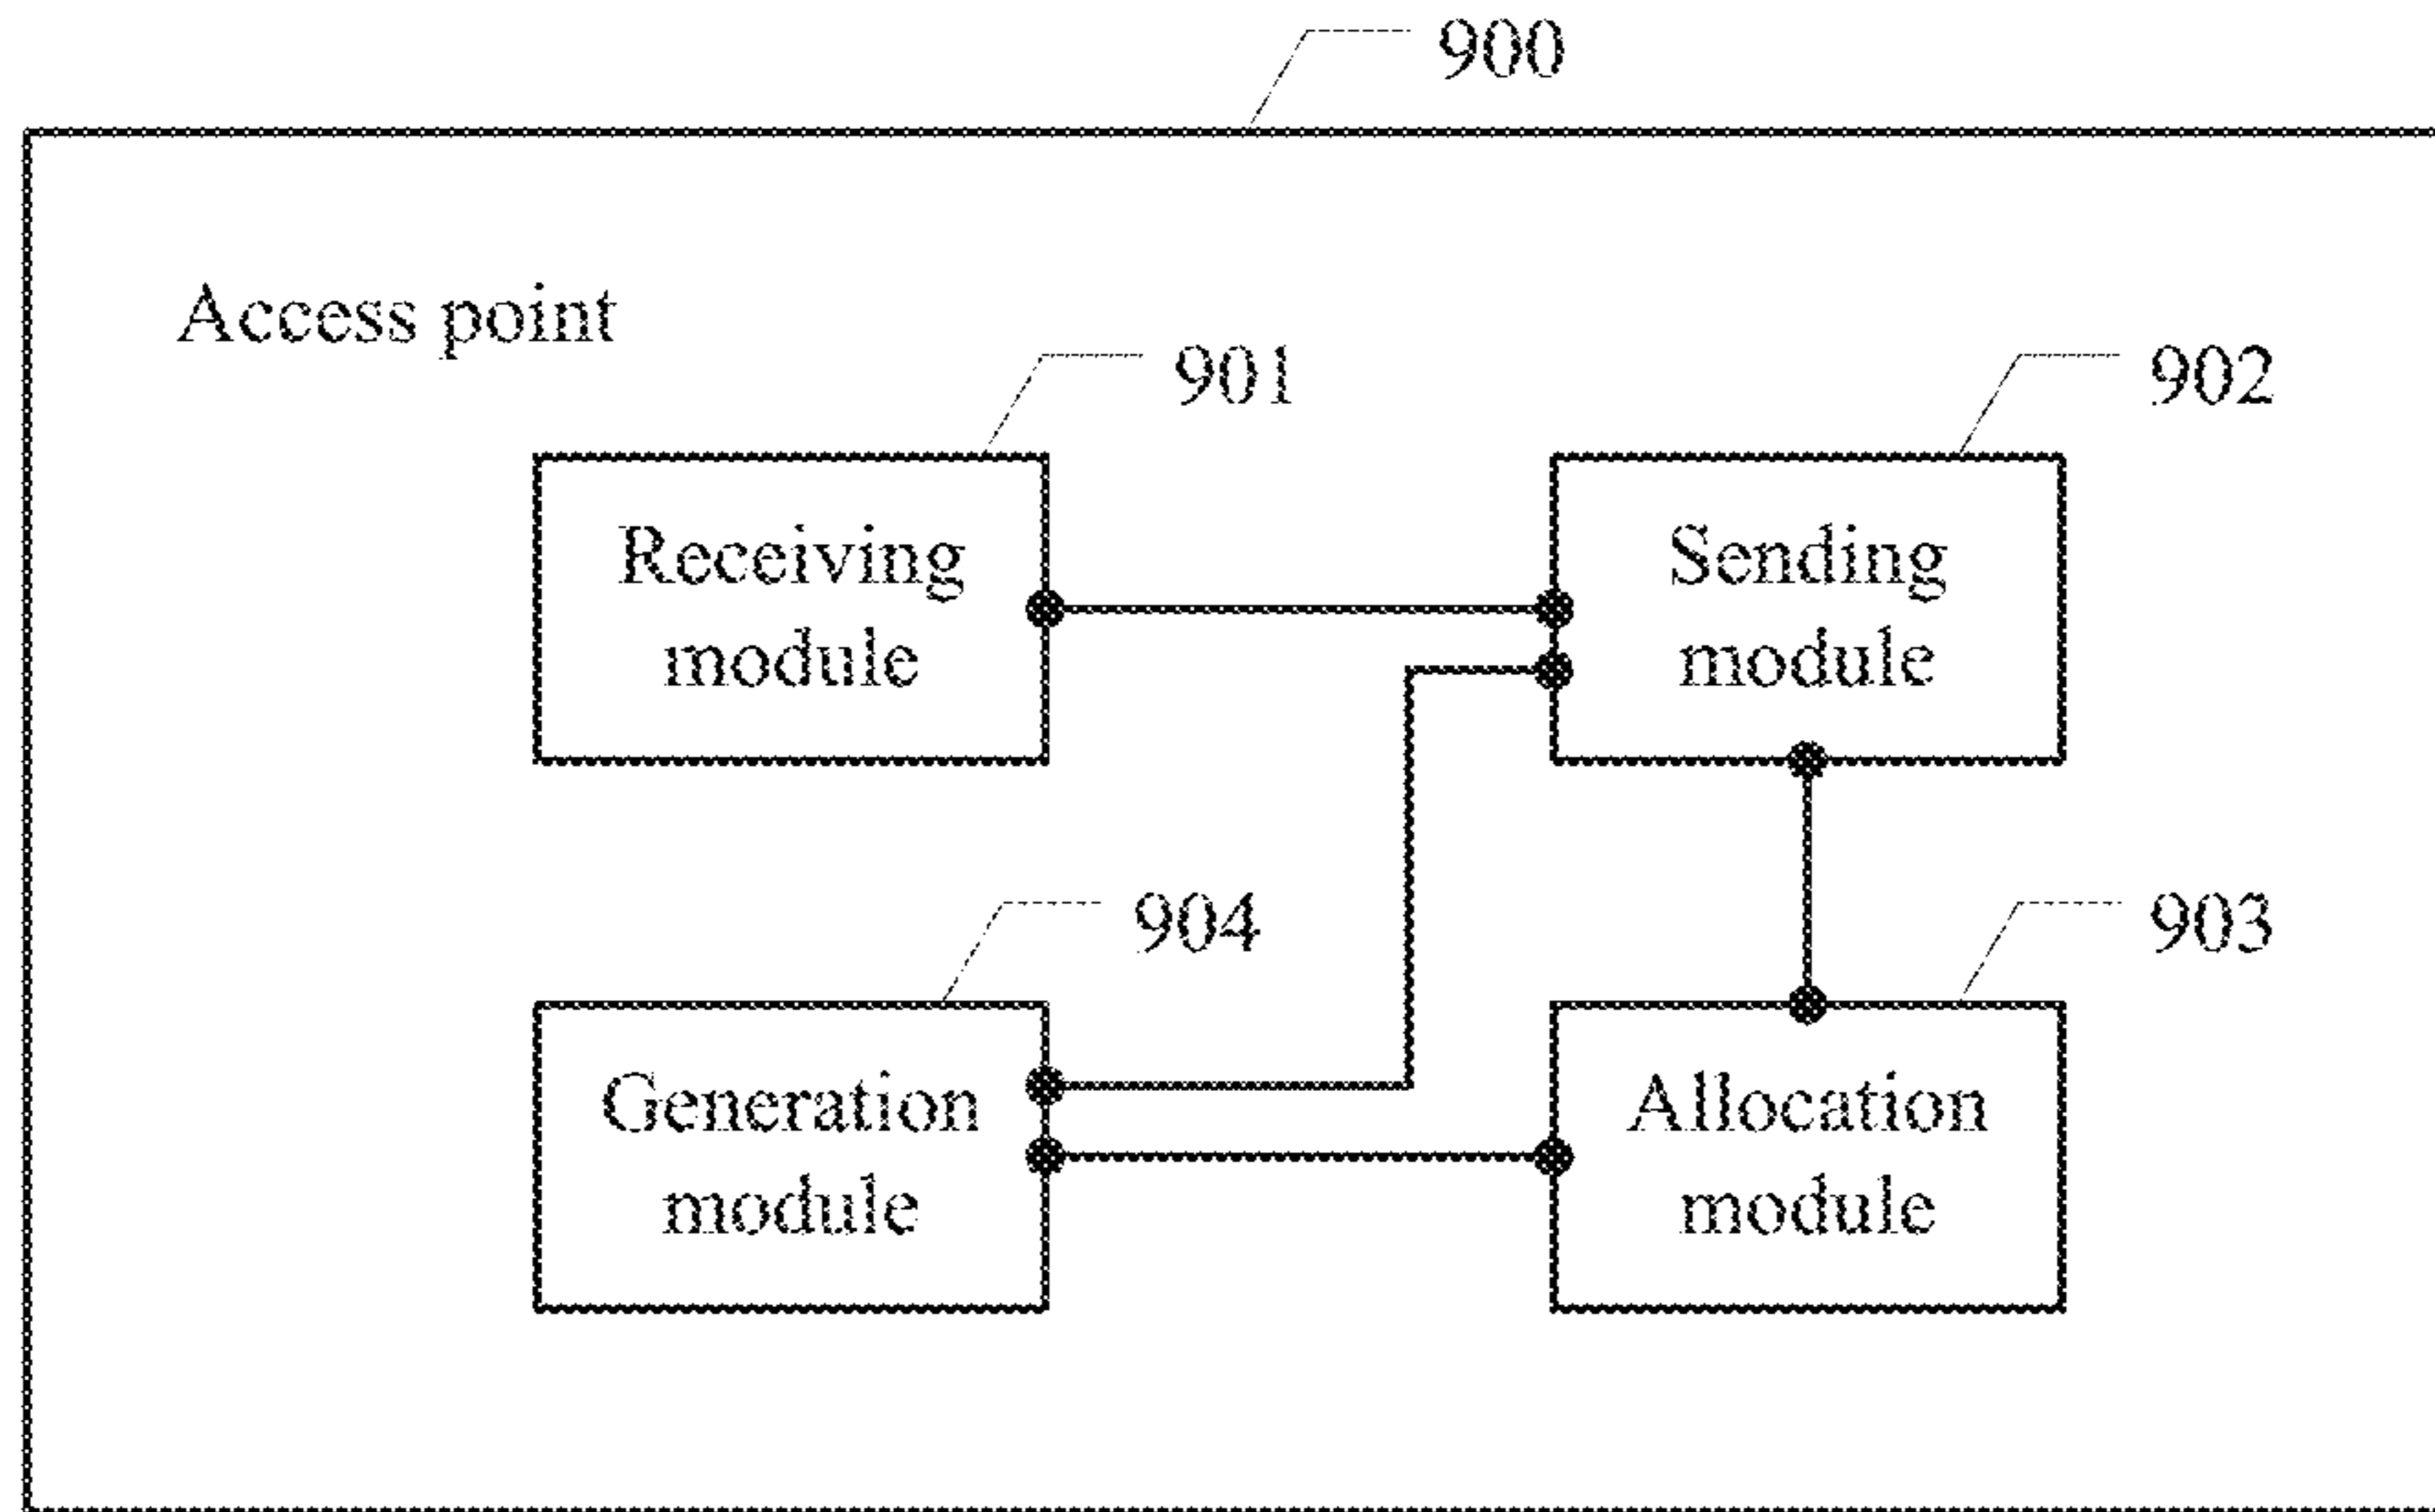 900
Access point
901
902
Receiving
module
Sending
module
904
903
Generation
module
Allocation
module